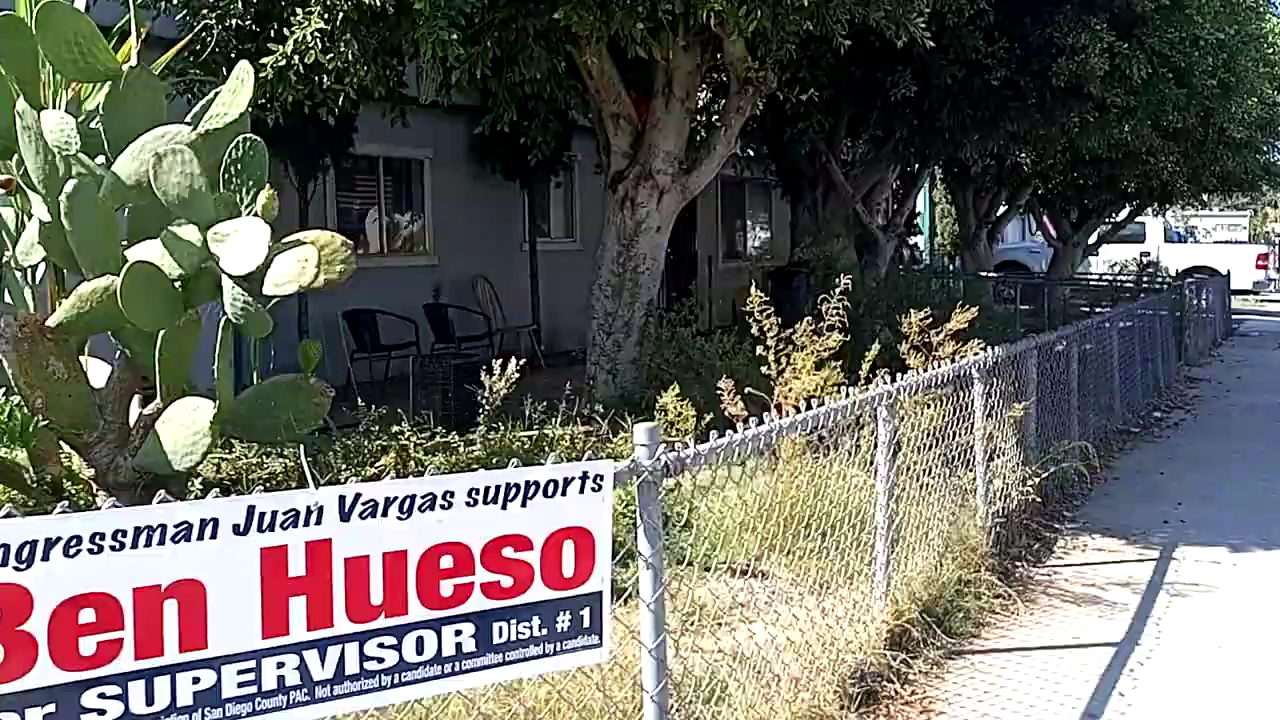 ngressman Juan Vargas supports
Ben Hueso
or SUPERVISOR Dist. # 1
of San Diego County PAC. Not authorized by a candidate or a committee controlled by a candidate.